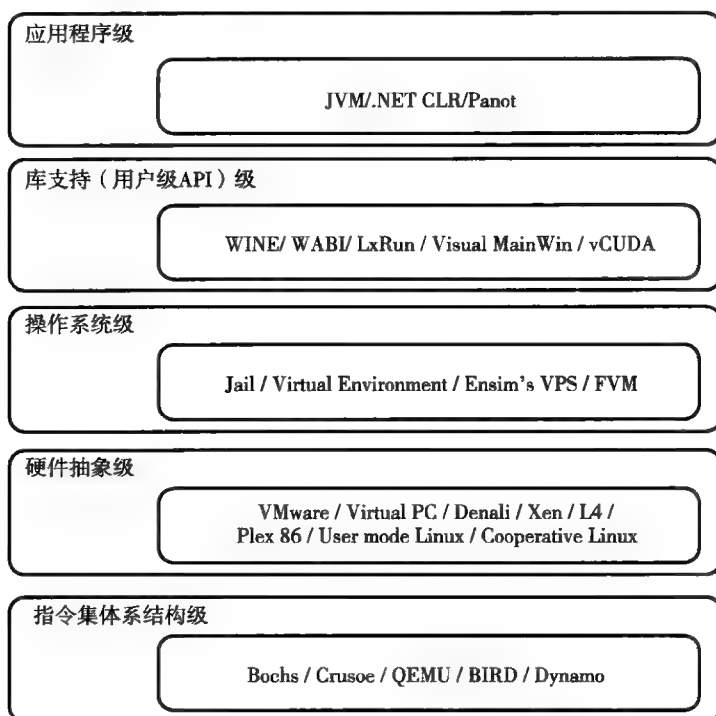 应用程序级
JVM/.NET CLR/Panot
库支持（用户级API）级
WINE/ WABI/ LxRun / Visual MainWin / vCUDA
操作系统级
Jail / Virtual Environment / Ensim's VPS / FVM
硬件抽象级
VMware / Virtual PC / Denali / Xen / L4 /
Plex 86 / User mode Linux / Cooperative Linux
指令集体系结构级
Bochs / Crusoe / QEMU / BIRD / Dynamo